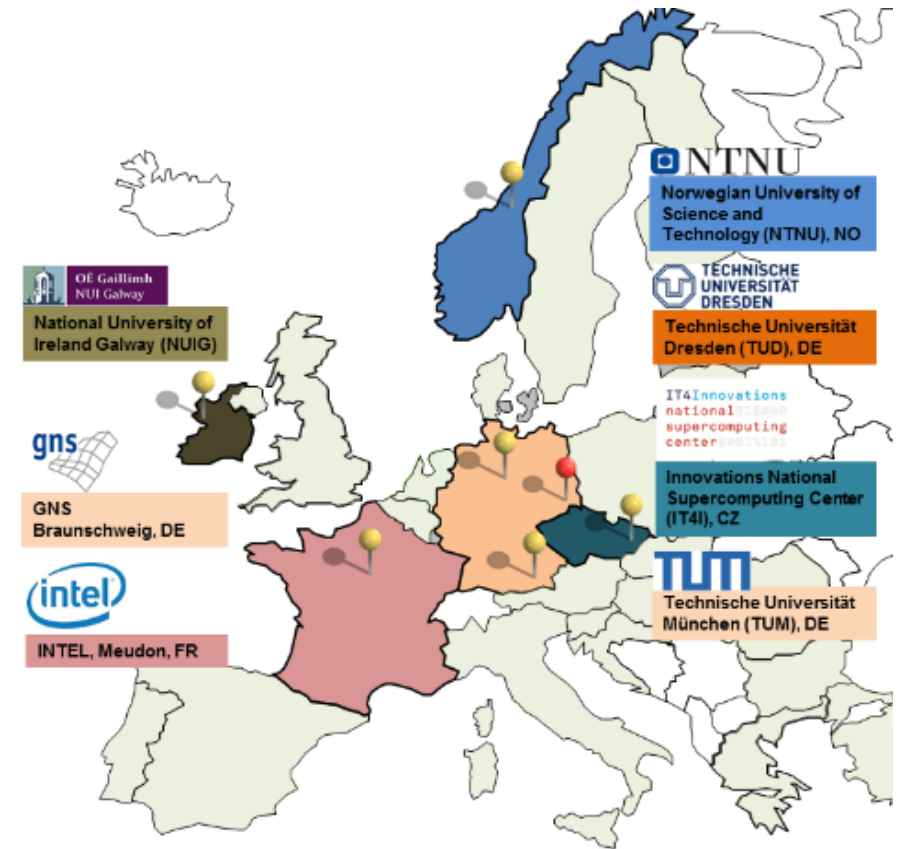 OÉ Gaillimh
NUI Galway
National University of
Ireland Galway (NUIG)
gns
GNS
Braunschweig, DE
intel
INTEL, Meudon, FR
NTNU
Norwegian University of
Science and
Technology (NTNU), NO
TECHNISCHE
UNIVERSITÄT
DRESDEN
Technische Universität
Dresden (TUD), DE
IT4Innovations
national
supercomputing
center
Innovations National
Supercomputing Center
(IT4I), CZ
TUM
Technische Universität
München (TUM), DE